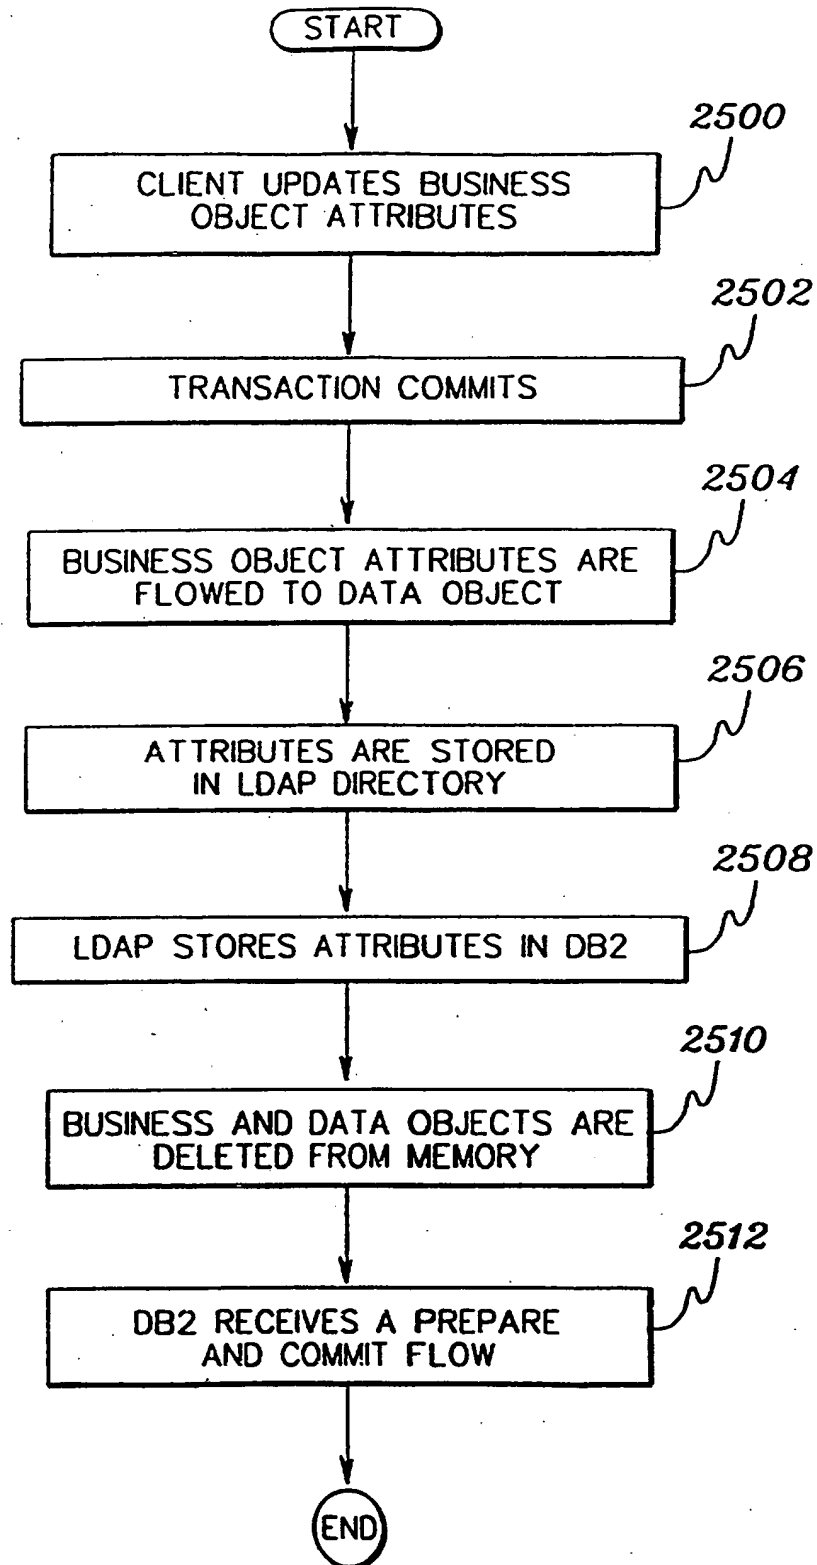 START
2500
CLIENT UPDATES BUSINESS
OBJECT ATTRIBUTES
2502
TRANSACTION COMMITS
2504
BUSINESS OBJECT ATTRIBUTES ARE
FLOWED TO DATA OBJECT
2506
ATTRIBUTES ARE STORED
IN LDAP DIRECTORY
2508
LDAP STORES ATTRIBUTES IN DB2
2510
BUSINESS AND DATA OBJECTS ARE
DELETED FROM MEMORY
2512
DB2 RECEIVES A PREPARE
AND COMMIT FLOW
END